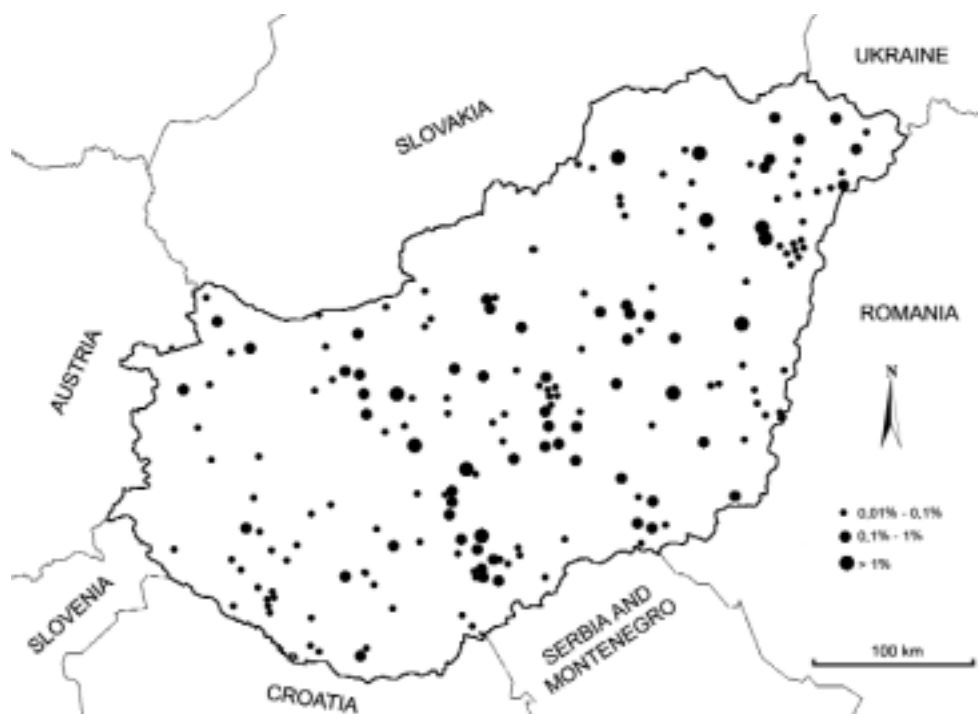 UKRAINE
SLOVAKIA
ROMANIA
AUSTRIA
N
0,01% - 0,1%
0,1% - 1%
> 1%
SLOVENIA
SERBIA AND
MONTENEGRO
100 km
CROATIA